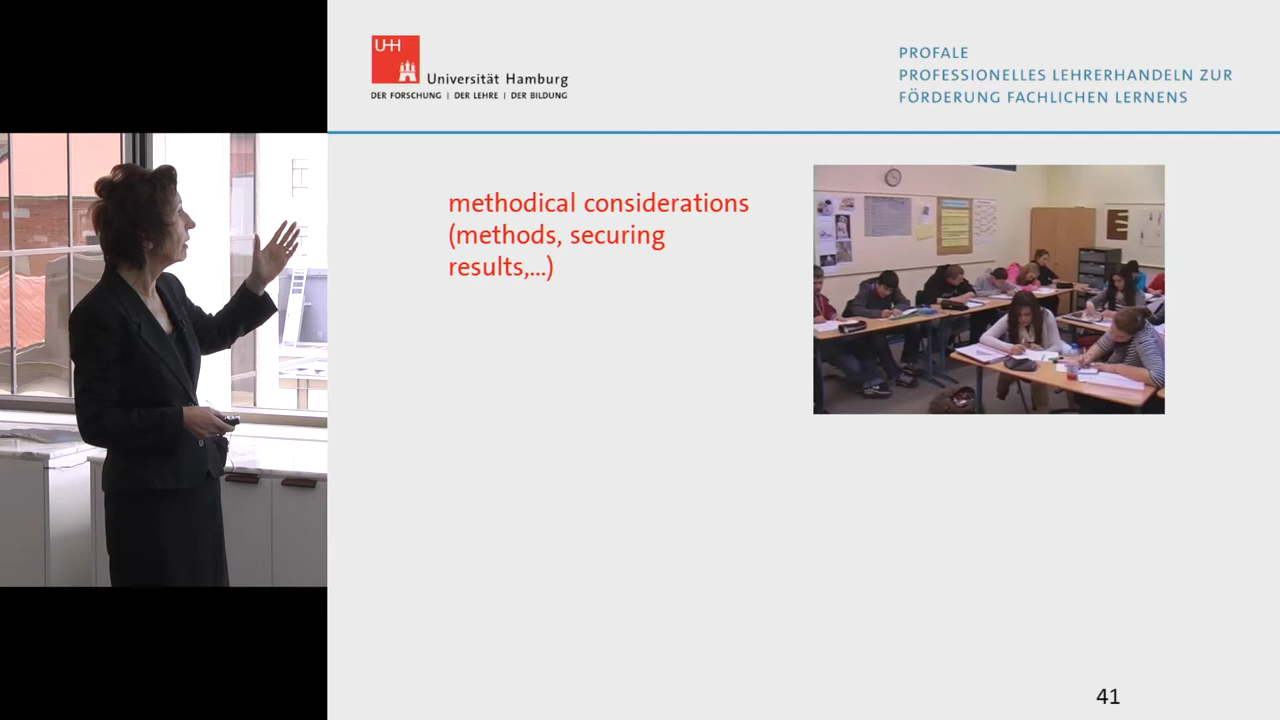 UHH
Universität Hamburg
DER FORSCHUNG | DER LEHRE | DER BILDUNG
PROFALE
PROFESSIONELLES LEHRERHANDELN ZUR
FÖRDERUNG FACHLICHEN LERNENS
methodical considerations
(methods, securing
results,...)
41